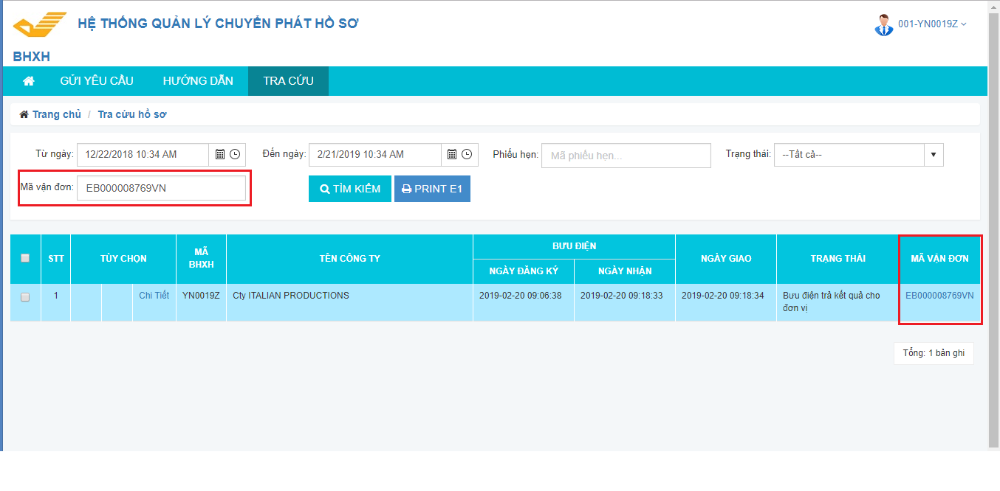 HỆ THỐNG QUẢN LÝ CHUYỂN PHÁT HỒ SƠ
BHXH
001-YN0019Z
GỬI YÊU CẦU HƯỚNG DẪN TRA CỨU
Trang chủ / Tra cứu hồ sơ
Từ ngày: 12/22/2018 10:34 AM Đến ngày: 2/21/2019 10:34 AM Phiếu hẹn: Mã phiếu hẹn... Trạng thái: --Tất cả--
Mã vận đơn: EB000008769VN TÌM KIẾM PRINT E1
STT TÙY CHỌN MÃ BHXH TÊN CÔNG TY BƯU ĐIỆN NGÀY GIAO TRẠNG THÁI MÃ VẬN ĐƠN
NGÀY ĐĂNG KÝ NGÀY NHẬN
1 Chi Tiết YN0019Z Cty ITALIAN PRODUCTIONS 2019-02-20 09:06:38 2019-02-20 09:18:33 2019-02-20 09:18:34 Bưu điện trả kết quả cho EB000008769VN
đơn vị
Tổng: 1 bản ghi